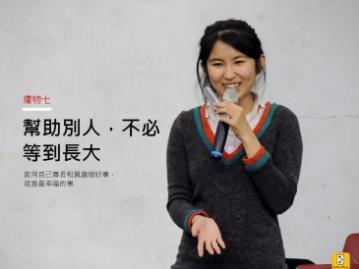 禮物七
幫助別人，不必
等到長大
能用自己專長和興趣做好事，
就是最幸福的事